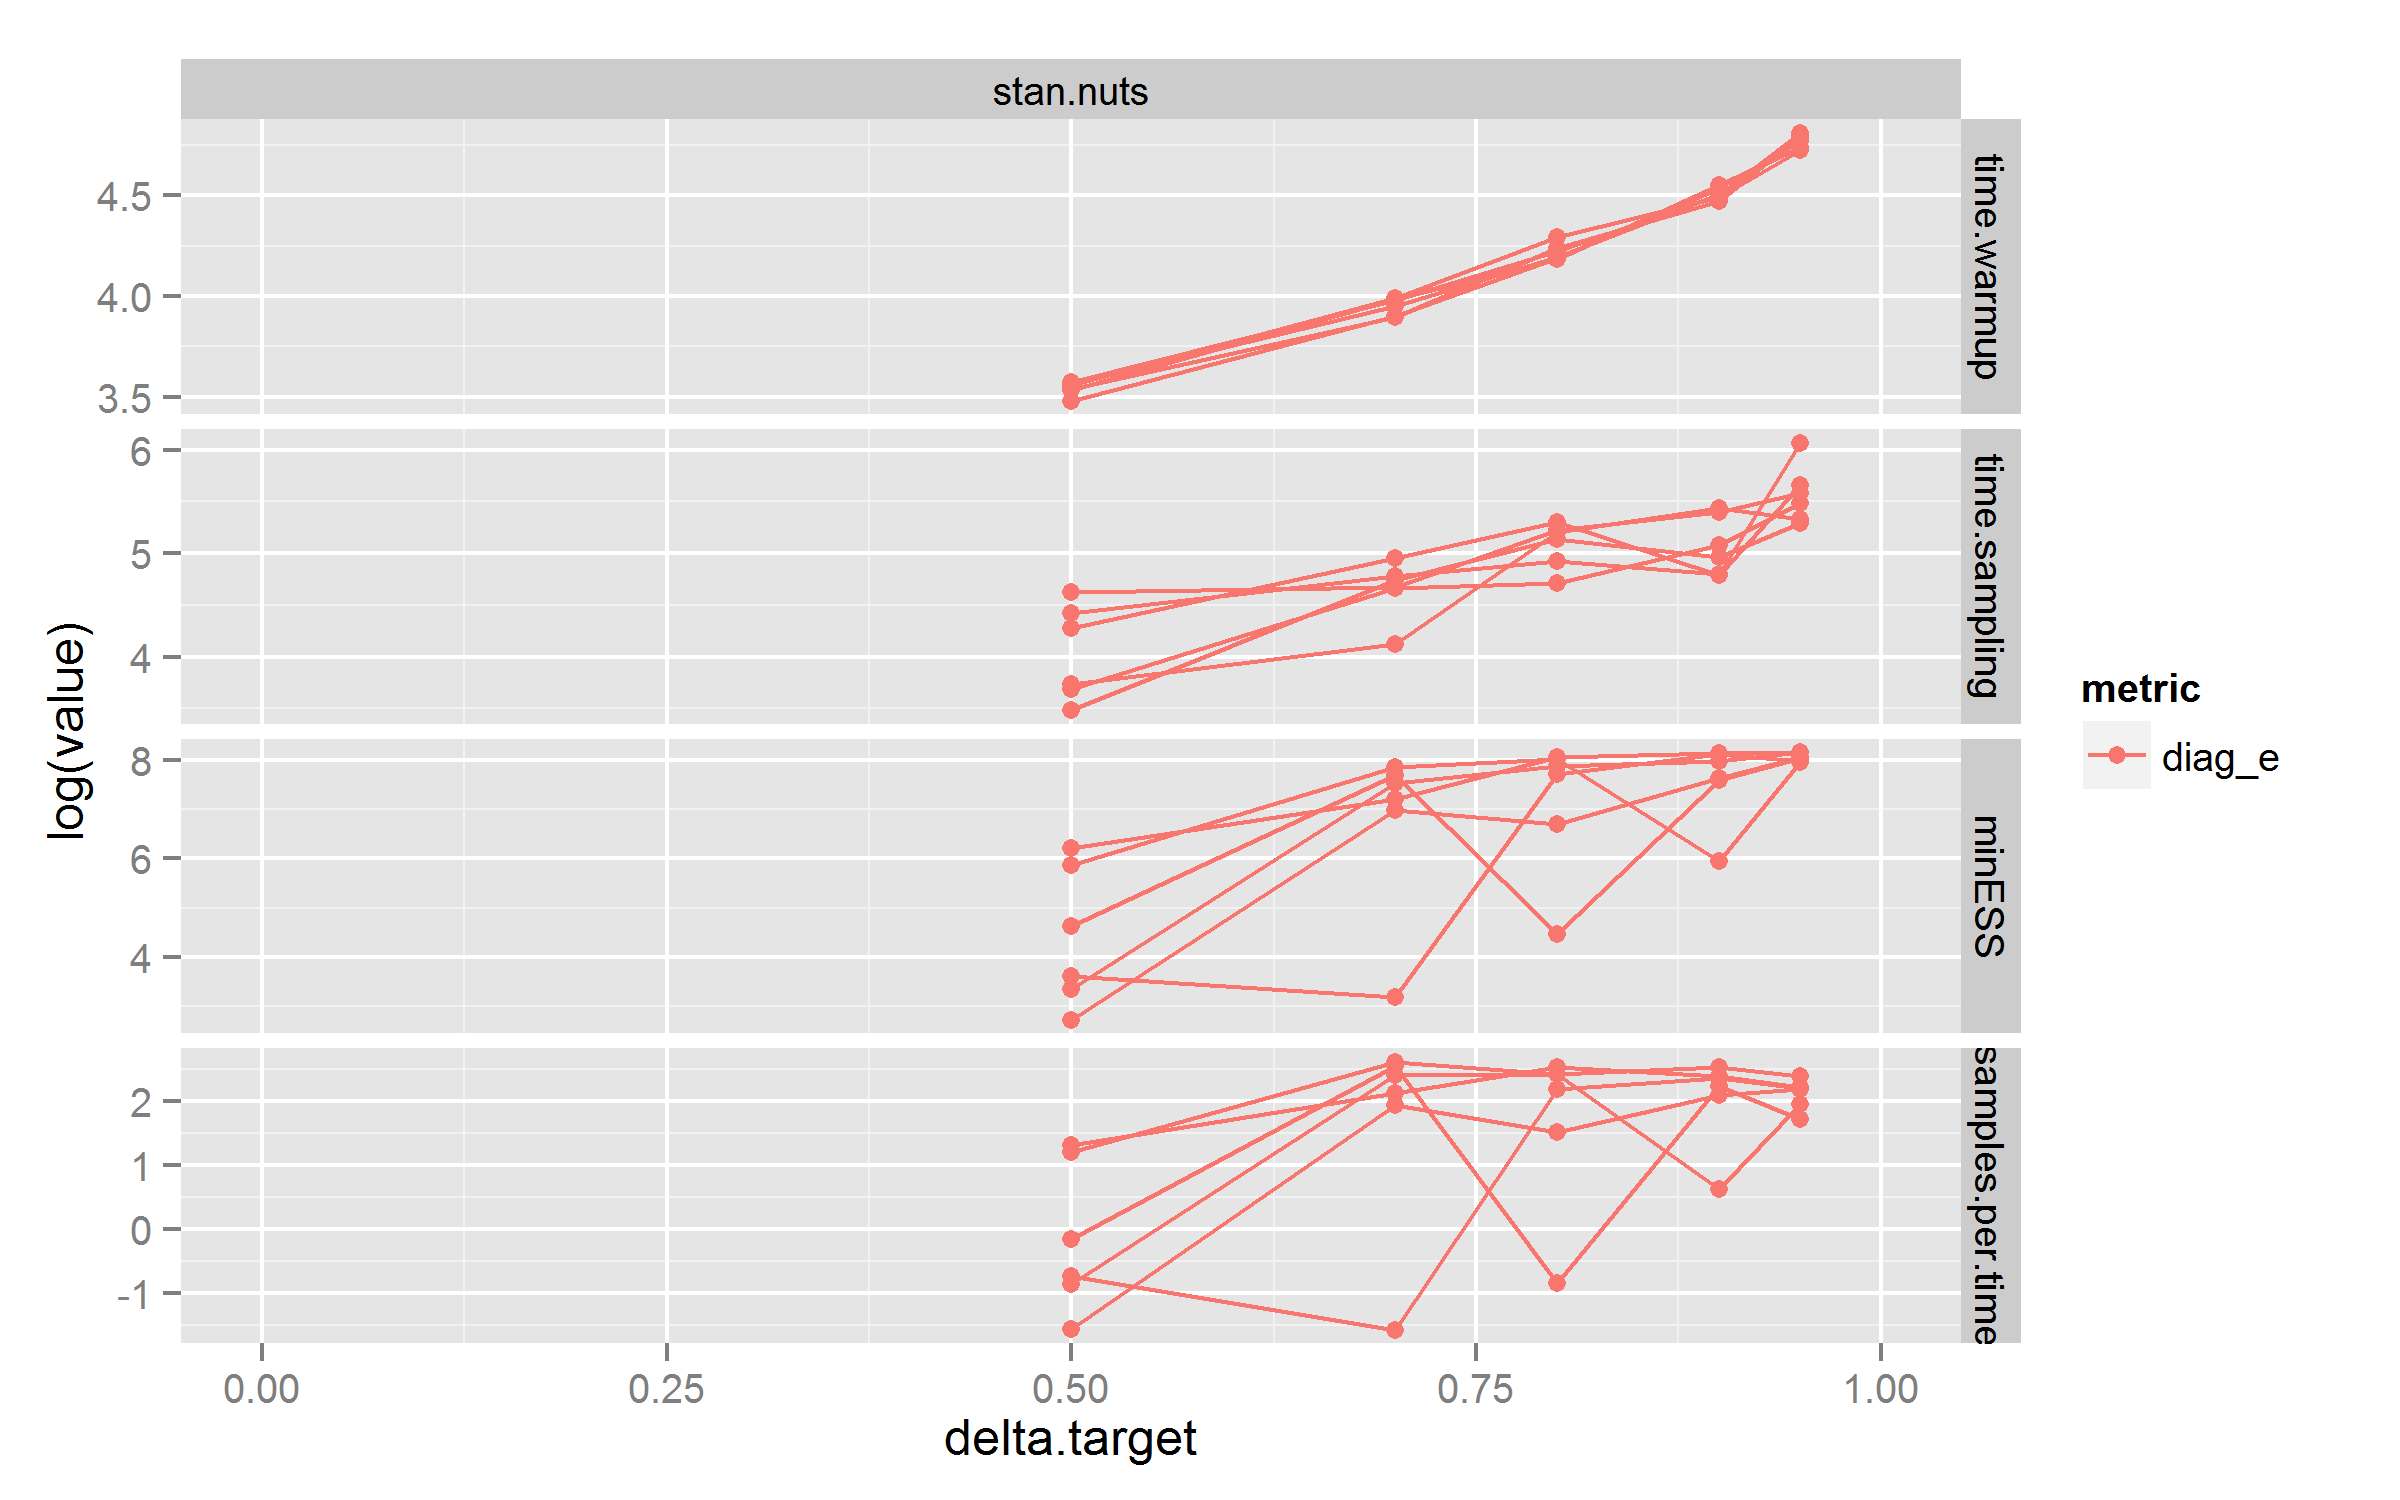 stan.nuts
4.5
4.0
3.5
time.warmup
6
5
4
time.sampling
8
6
4
minESS
2
1
0
-1
samples.per.time
log(value)
0.00 0.25 0.50 0.75 1.00
delta.target
metric
diag_e